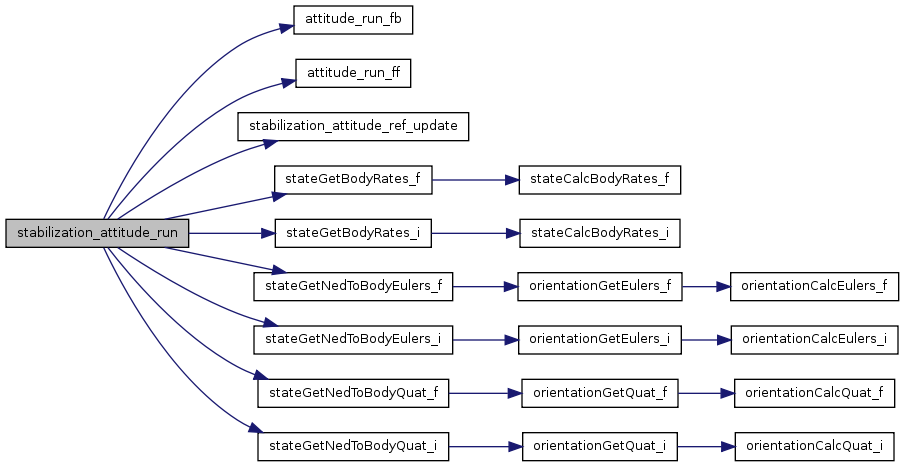 attitude_run_fb
attitude_run_ff
stabilization_attitude_ref_update
stateGetBodyRates_f
stateCalcBodyRates_f
stabilization_attitude_run
stateGetBodyRates_i
stateCalcBodyRates_i
stateGetNedToBodyEulers_f
orientationGetEulers_f
orientationCalcEulers_f
stateGetNedToBodyEulers_i
orientationGetEulers_i
orientationCalcEulers_i
stateGetNedToBodyQuat_f
orientationGetQuat_f
orientationCalcQuat_f
stateGetNedToBodyQuat_i
orientationGetQuat_i
orientationCalcQuat_i